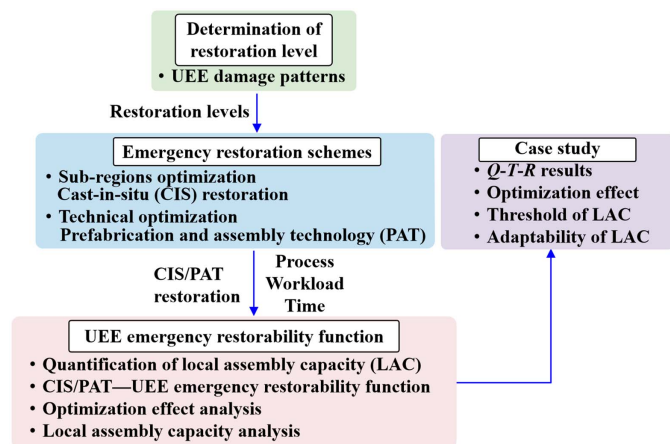 Determination of
restoration level
• UEE damage patterns
Restoration levels
Emergency restoration schemes
• Sub-regions optimization
Cast-in-situ (CIS) restoration
• Technical optimization
Prefabrication and assembly technology (PAT)
Case study
• Q-T-R results
• Optimization effect
• Threshold of LAC
• Adaptability of LAC
CIS/PAT
restoration
Process
Workload
Time
UEE emergency restorability function
• Quantification of local assembly capacity (LAC)
• CIS/PAT—UEE emergency restorability function
• Optimization effect analysis
• Local assembly capacity analysis